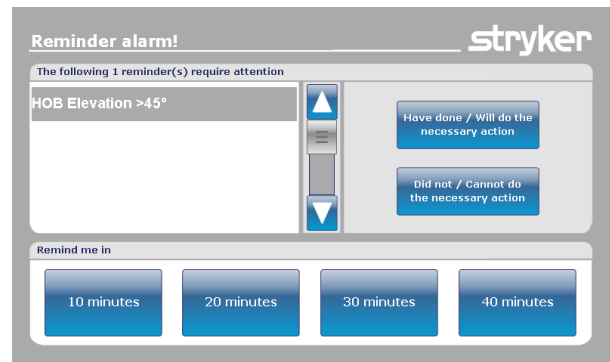 Reminder alarm!
stryker
The following 1 reminder(s) require attention
HOB Elevation >45°
Have done / Will do the
necessary action
Did not / Cannot do
the necessary action
Remind me in
10 minutes
20 minutes
30 minutes
40 minutes